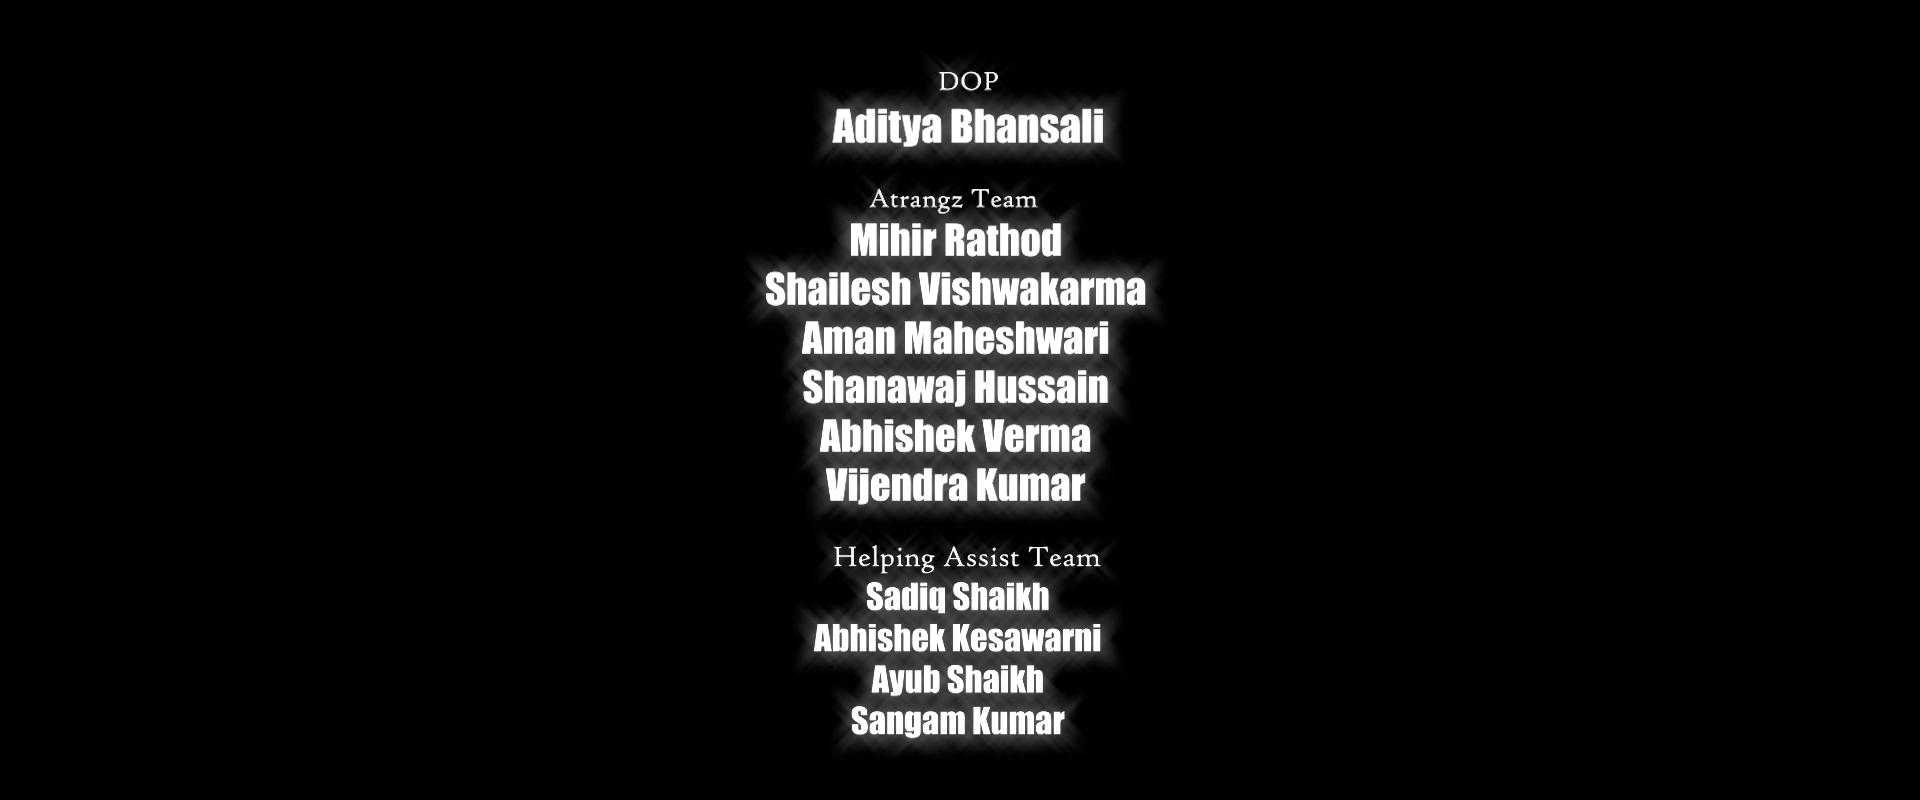 DOP
Aditya Bhansali
Atrangz Team
Mihir Rathod
Shailesh Vishwakarma
Aman Maheshwari
Shanawaj Hussain
Abhishek Verma
Vijendra Kumar
Helping Assist Team
Sadiq Shaikh
Abhishek Kesawarni
Ayub Shaikh
Sangam Kumar